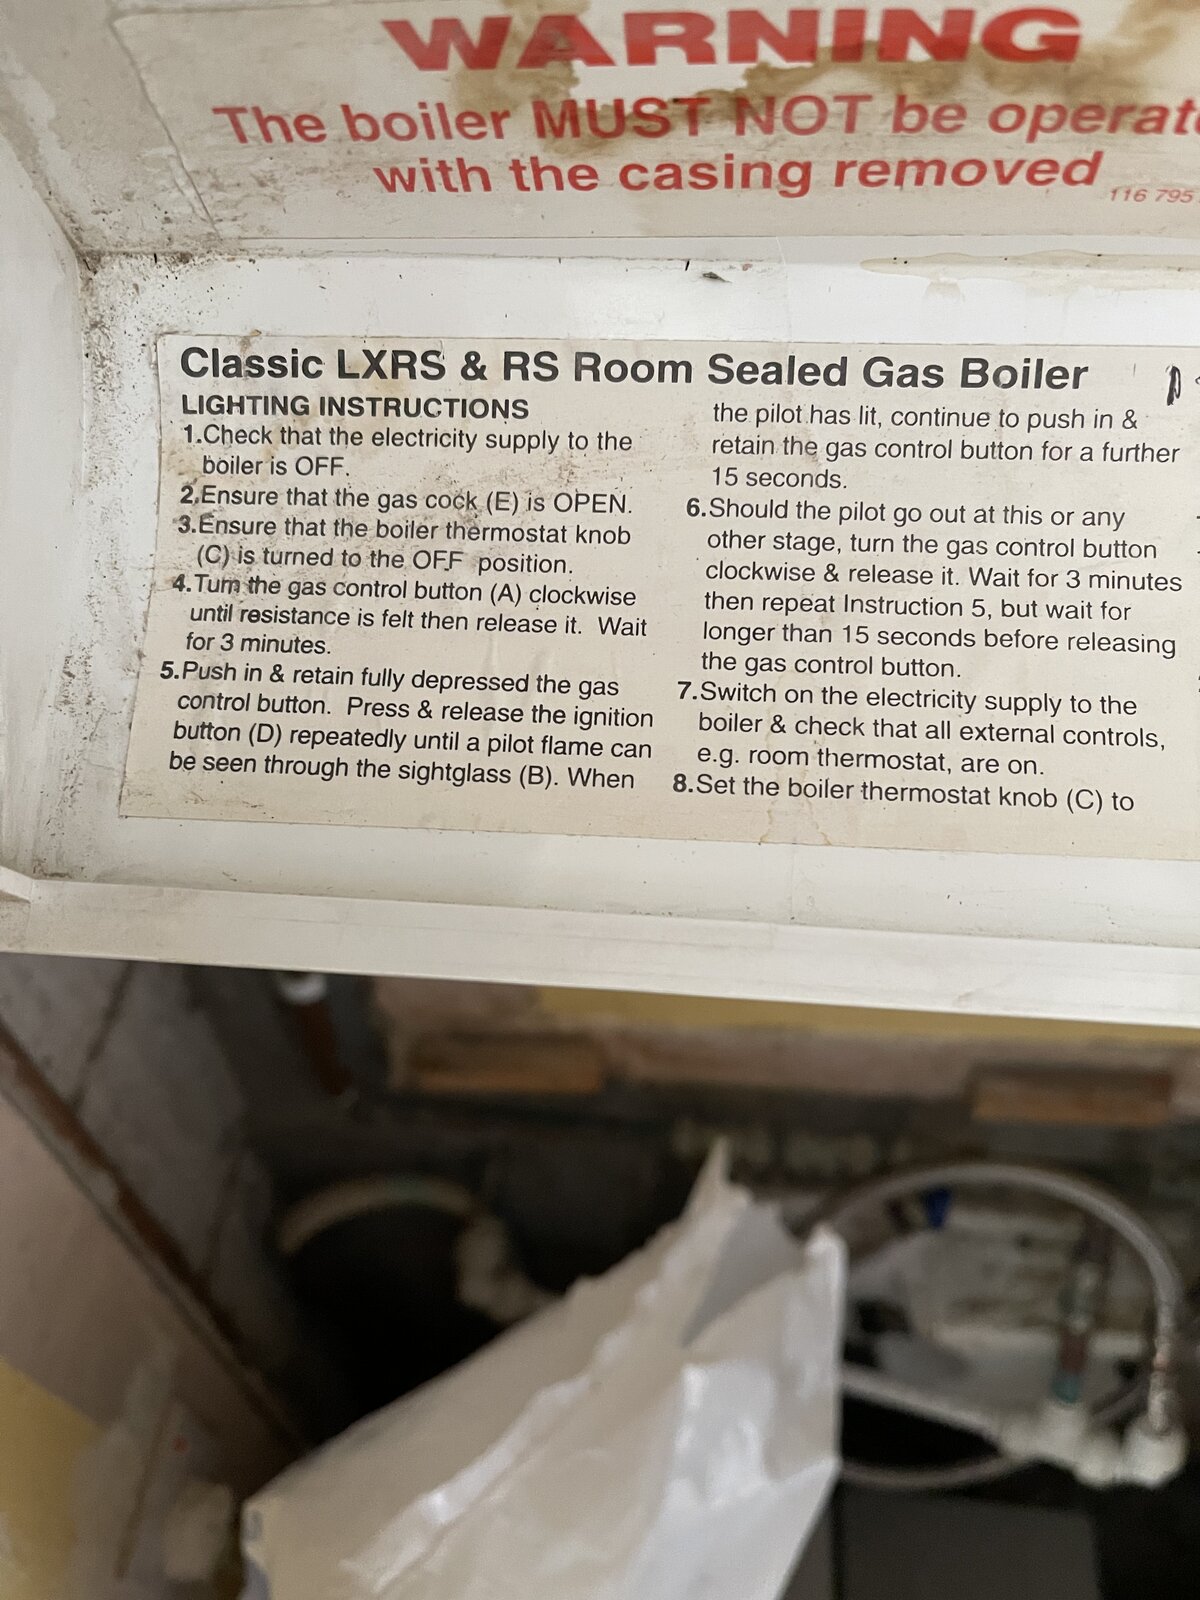 WARNING
The boiler MUST NOT be operat
with the casing removed
116 795
Classic LXRS & RS Room Sealed Gas Boiler
LIGHTING INSTRUCTIONS
1.Check that the electricity supply to the
boiler is OFF.
2.Ensure that the gas cock (E) is OPEN.
3.Ensure that the boiler thermostat knob
(C) is turned to the OFF position.
4.Turn the gas control button (A) clockwise
until resistance is felt then release it. Wait
for 3 minutes.
5.Push in & retain fully depressed the gas
control button. Press & release the ignition
button (D) repeatedly until a pilot flame can
be seen through the sightglass (B). When
the pilot has lit, continue to push in &
retain the gas control button for a further
15 seconds.
6.Should the pilot go out at this or any
other stage, turn the gas control button
clockwise & release it. Wait for 3 minutes
then repeat Instruction 5, but wait for
longer than 15 seconds before releasing
the gas control button.
7.Switch on the electricity supply to the
boiler & check that all external controls,
e.g. room thermostat, are on.
8.Set the boiler thermostat knob (C) to